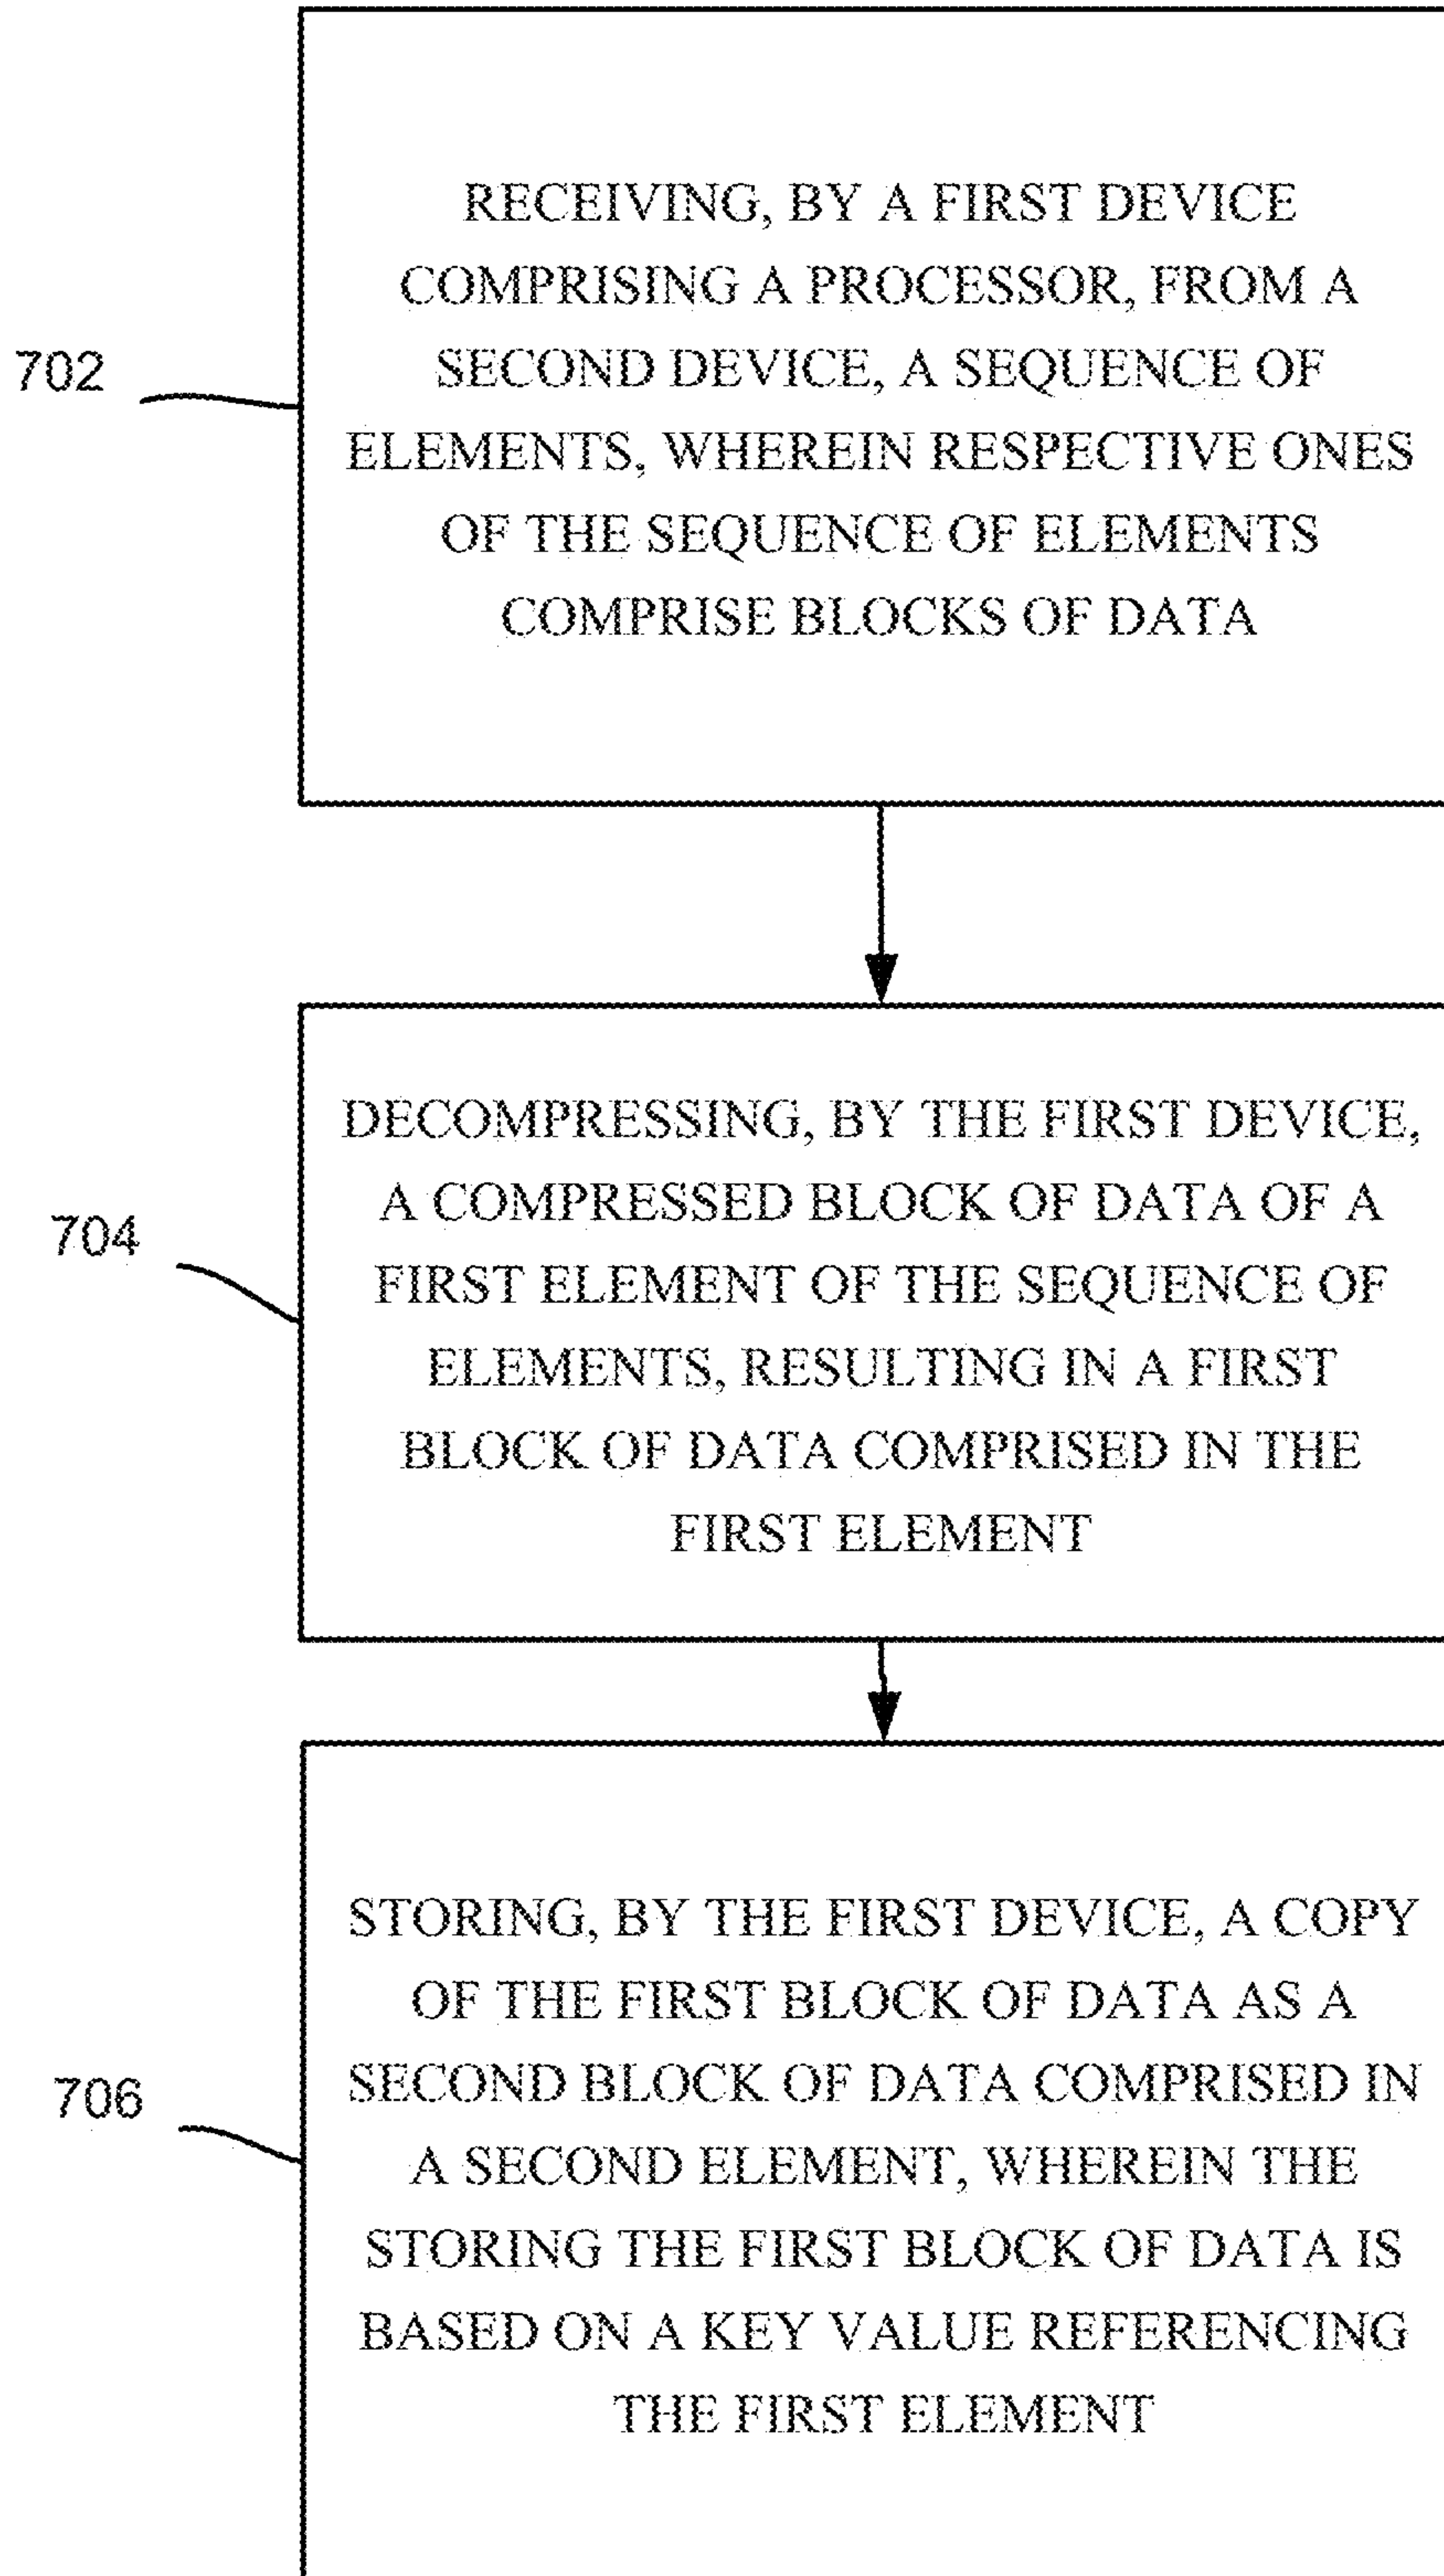 RECEIVING, BY A FIRST DEVICE
COMPRISING A PROCESSOR, FROM A
SECOND DEVICE, A SEQUENCE OF
ELEMENTS, WHEREIN RESPECTIVE ONES
OF THE SEQUENCE OF ELEMENTS
COMPRISE BLOCKS OF DATA
702
DECOMPRESSING, BY THE FIRST DEVICE,
A COMPRESSED BLOCK OF DATA OF A
FIRST ELEMENT OF THE SEQUENCE OF
ELEMENTS, RESULTING IN A FIRST
BLOCK OF DATA COMPRISED IN THE
FIRST ELEMENT
704
STORING, BY THE FIRST DEVICE, A COPY
OF THE FIRST BLOCK OF DATA AS A
SECOND BLOCK OF DATA COMPRISED IN
A SECOND ELEMENT, WHEREIN THE
STORING THE FIRST BLOCK OF DATA IS
BASED ON A KEY VALUE REFERENCING
THE FIRST ELEMENT
706